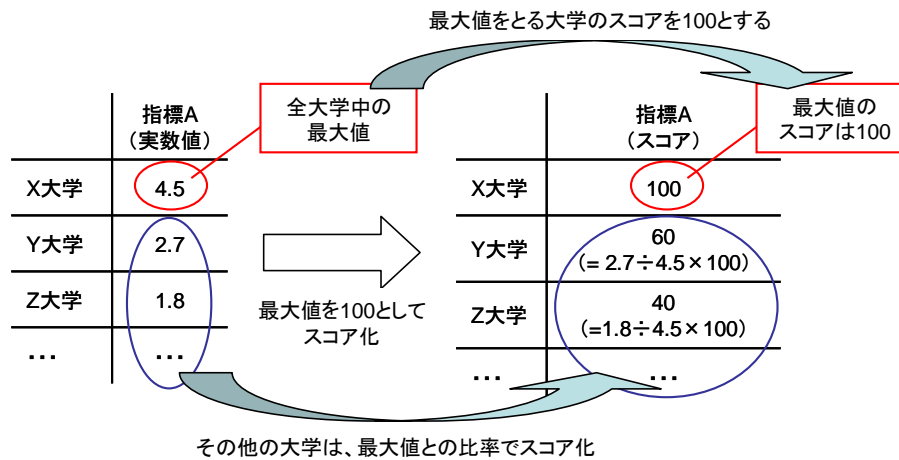 最大値をとる大学のスコアを100とする
指標A
(実数値)
全大学中の
最大値
指標A
(スコア)
最大値の
スコアは100
X大学
4.5
X大学
100
Y大学
2.7
Y大学
60
(= 2.7÷4.5×100)
Z大学
1.8
Z大学
40
(=1.8÷4.5×100)
最大値を100として
スコア化
…
…
…
…
その他の大学は、最大値との比率でスコア化